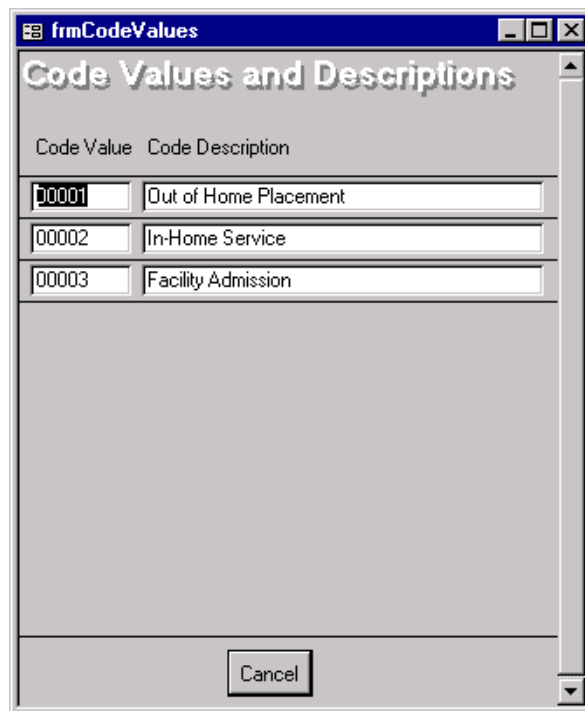 frmCodeValues
Code Values and Descriptions
Code Value Code Description
00001 Out of Home Placement
00002 In-Home Service
00003 Facility Admission
Cancel